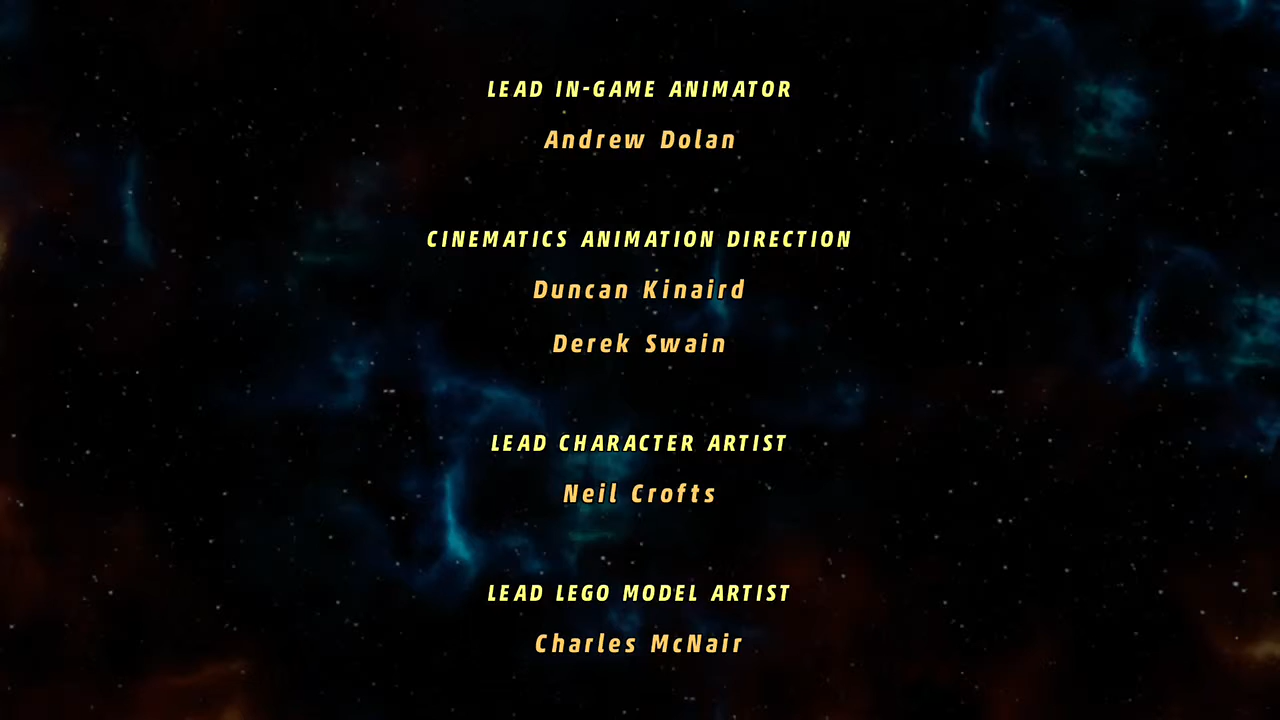 LEAD IN-GAME ANIMATOR
Andrew Dolan
CINEMATICS ANIMATION DIRECTION
Duncan Kinaird
Derek Swain
LEAD CHARACTER ARTIST
Neil Crofts
LEAD LEGO MODEL ARTIST
Charles McNair